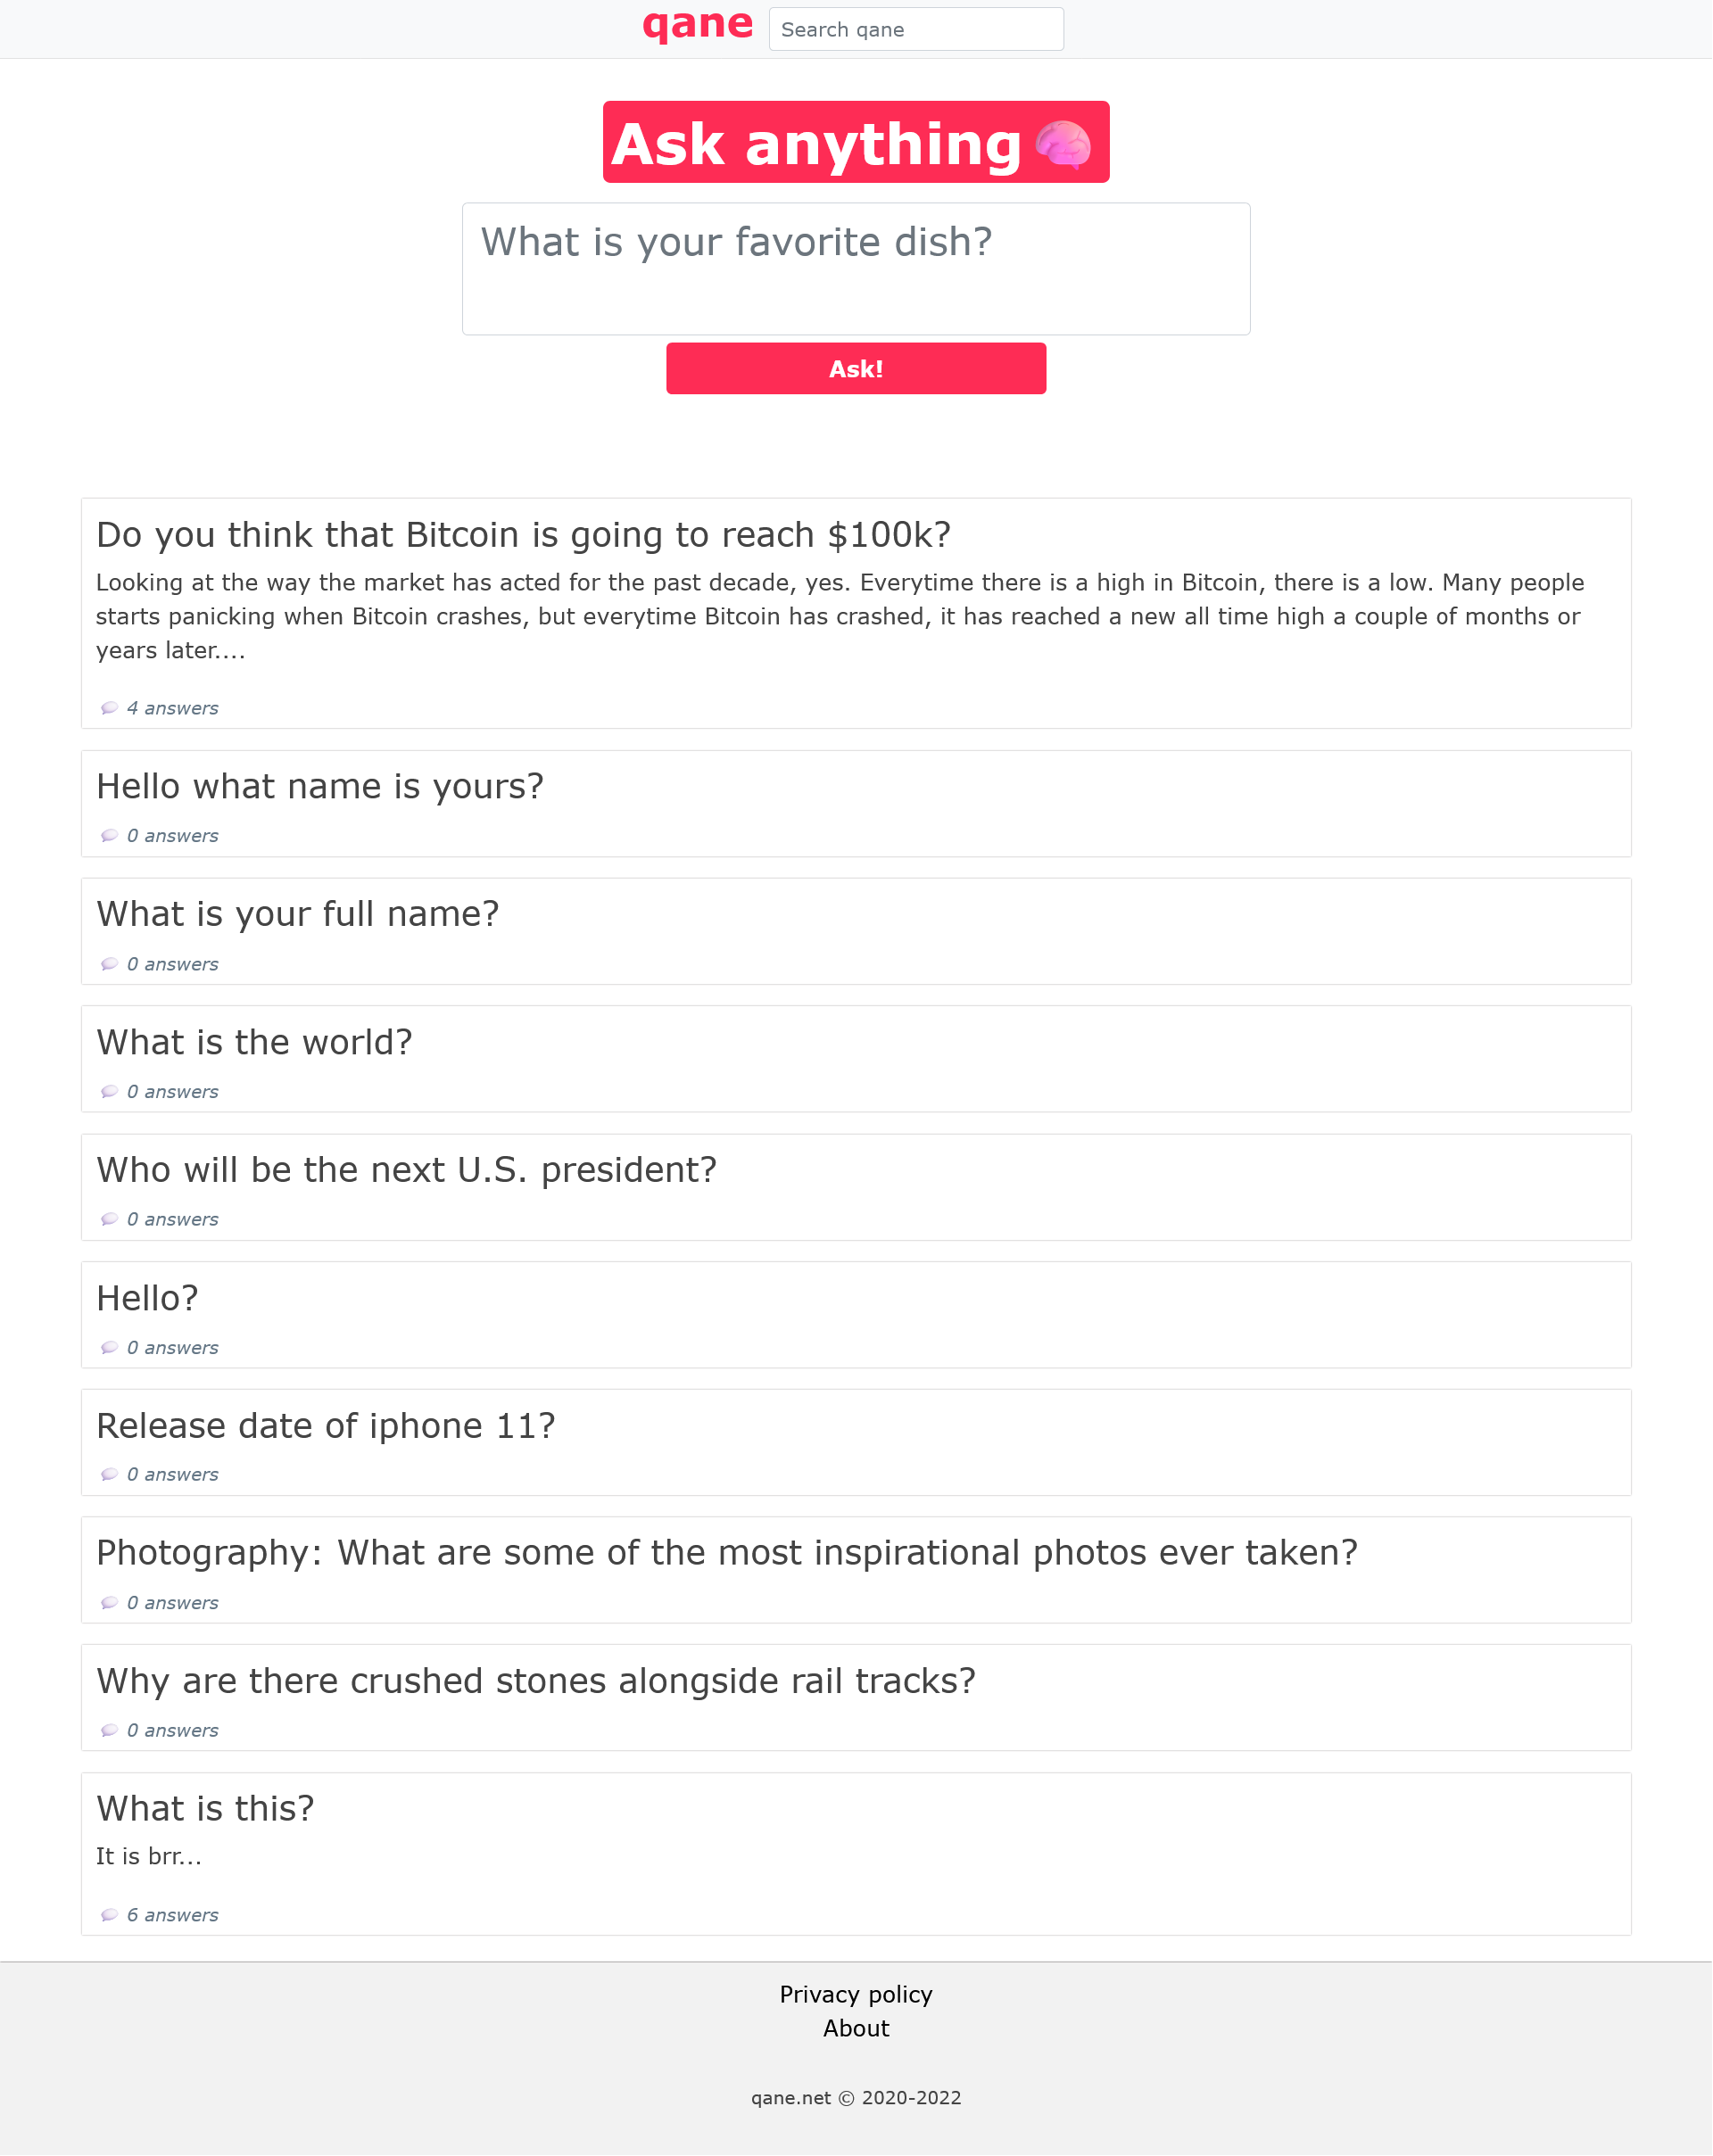 qane
Search qane
Ask anything
What is your favorite dish?
Ask!
Do you think that Bitcoin is going to reach $100k?
Looking at the way the market has acted for the past decade, yes. Everytime there is a high in Bitcoin, there is a low. Many people
starts panicking when Bitcoin crashes, but everytime Bitcoin has crashed, it has reached a new all time high a couple of months or
years later....
4 answers
Hello what name is yours?
0 answers
What is your full name?
0 answers
What is the world?
0 answers
Who will be the next U.S. president?
0 answers
Hello?
0 answers
Release date of iphone 11?
0 answers
Photography: What are some of the most inspirational photos ever taken?
0 answers
Why are there crushed stones alongside rail tracks?
0 answers
What is this?
It is brr...
6 answers
Privacy policy
About
qane.net © 2020-2022